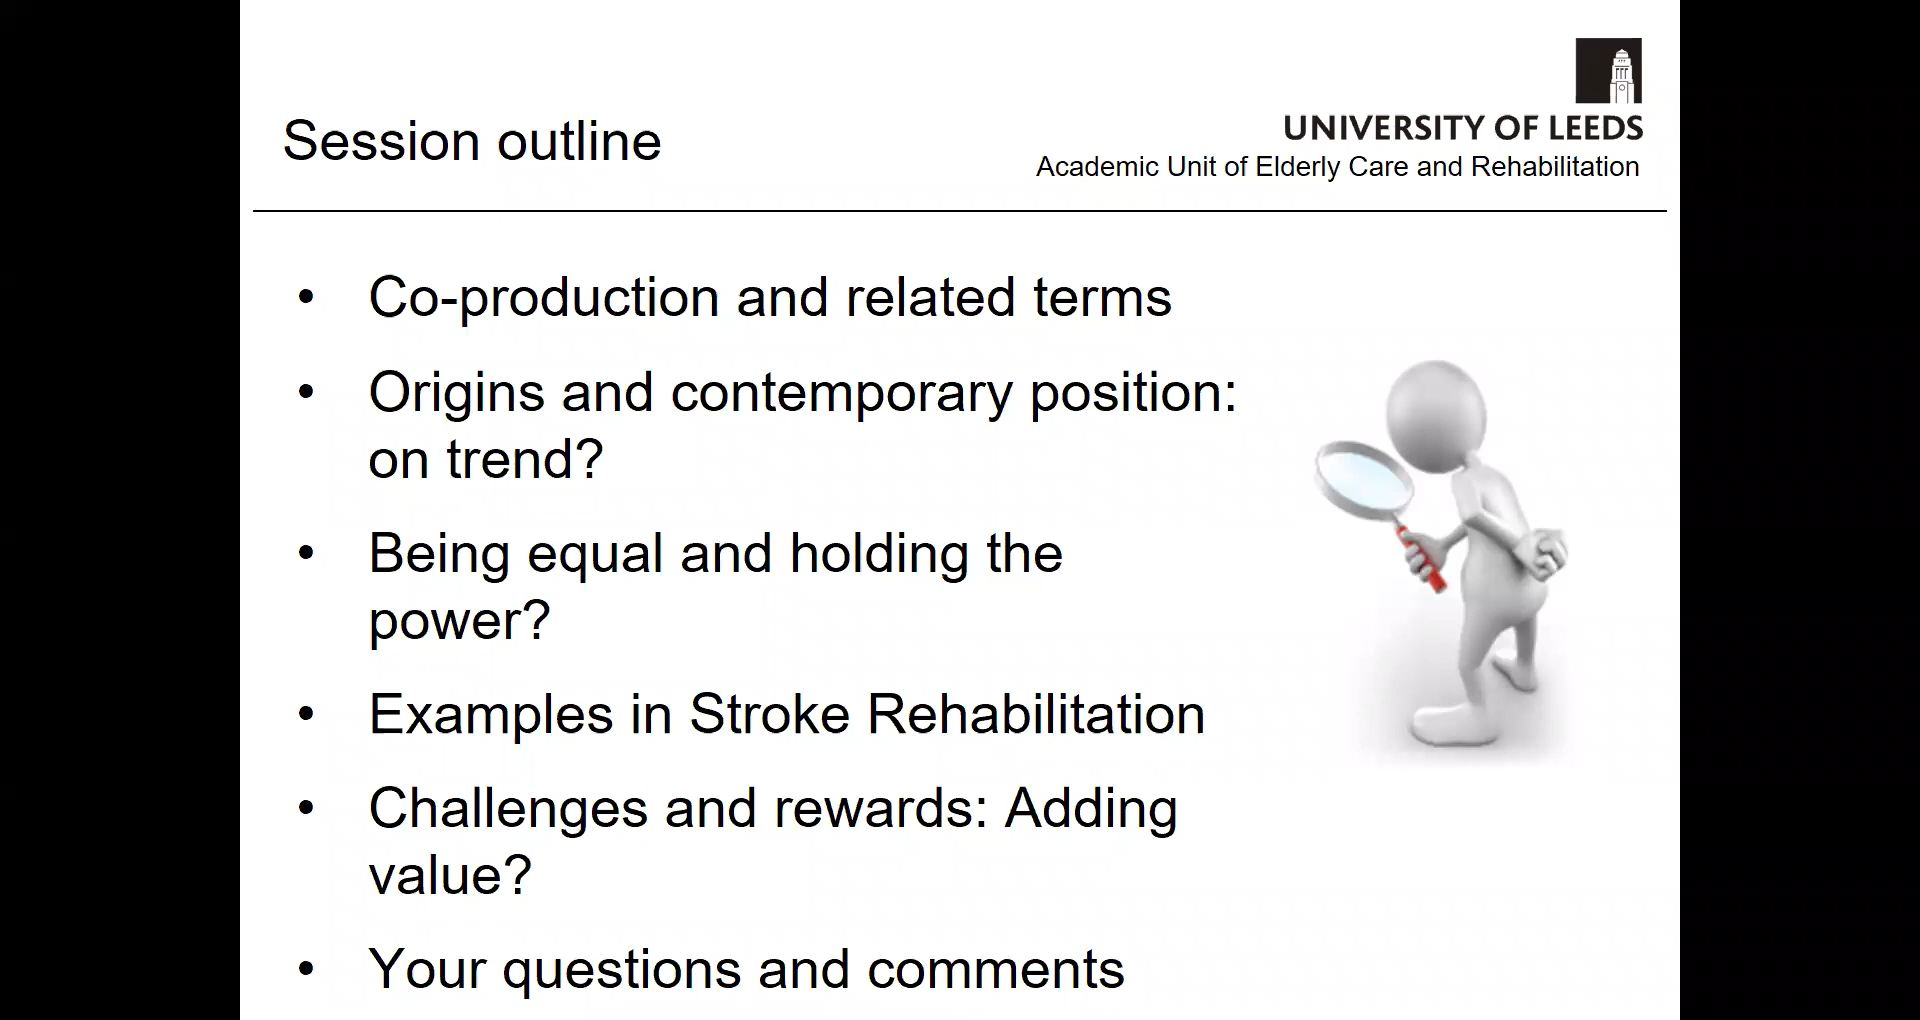 Session outline
UNIVERSITY OF LEEDS
Academic Unit of Elderly Care and Rehabilitation
• Co-production and related terms
• Origins and contemporary position:
on trend?
• Being equal and holding the
power?
• Examples in Stroke Rehabilitation
• Challenges and rewards: Adding
value?
• Your questions and comments